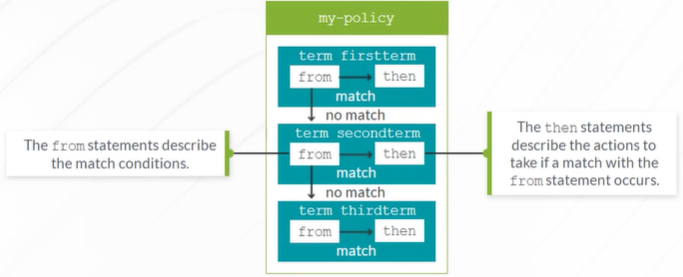 my-policy
term firstterm
from then
match
no match
term secondterm
from then
match
no match
term thirdterm
from then
match
The from statements describe
the match conditions.
The then statements
describe the actions to
take if a match with the
from statement occurs.